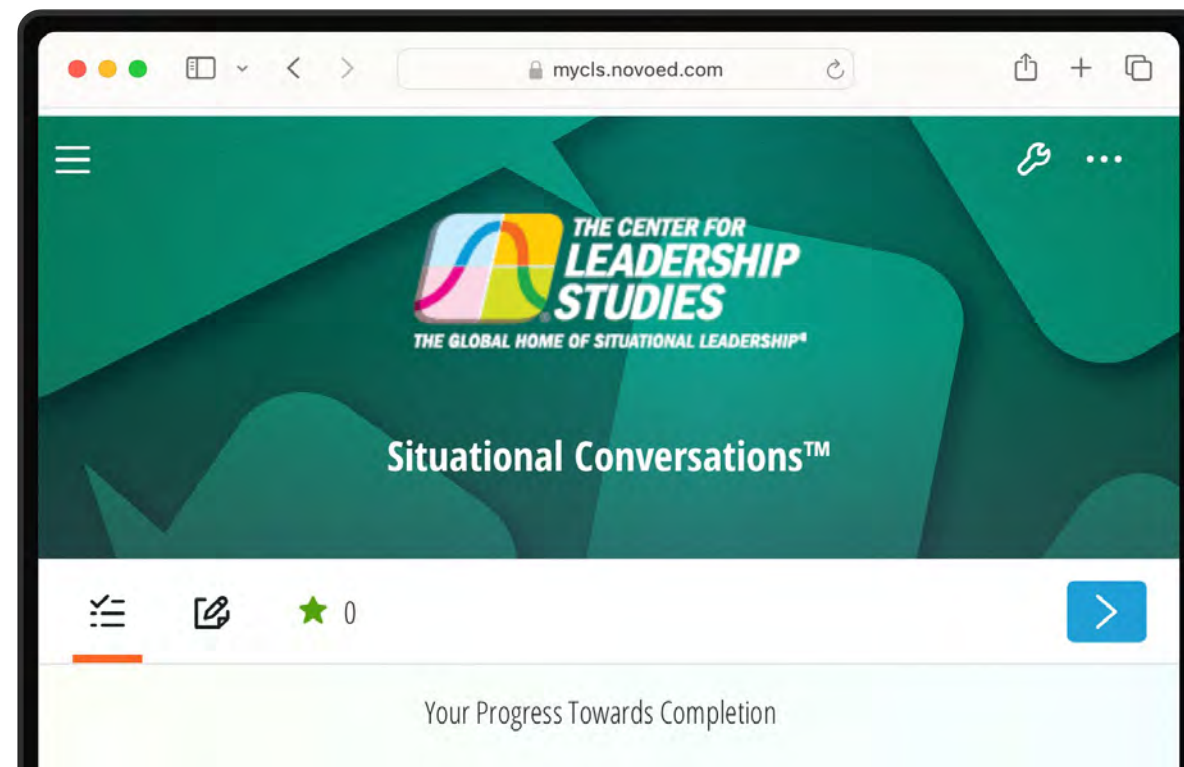 mycls.novoed.com
THE CENTER FOR
LEADERSHIP
STUDIES
THE GLOBAL HOME OF SITUATIONAL LEADERSHIP®
Situational Conversations™
0
Your Progress Towards Completion